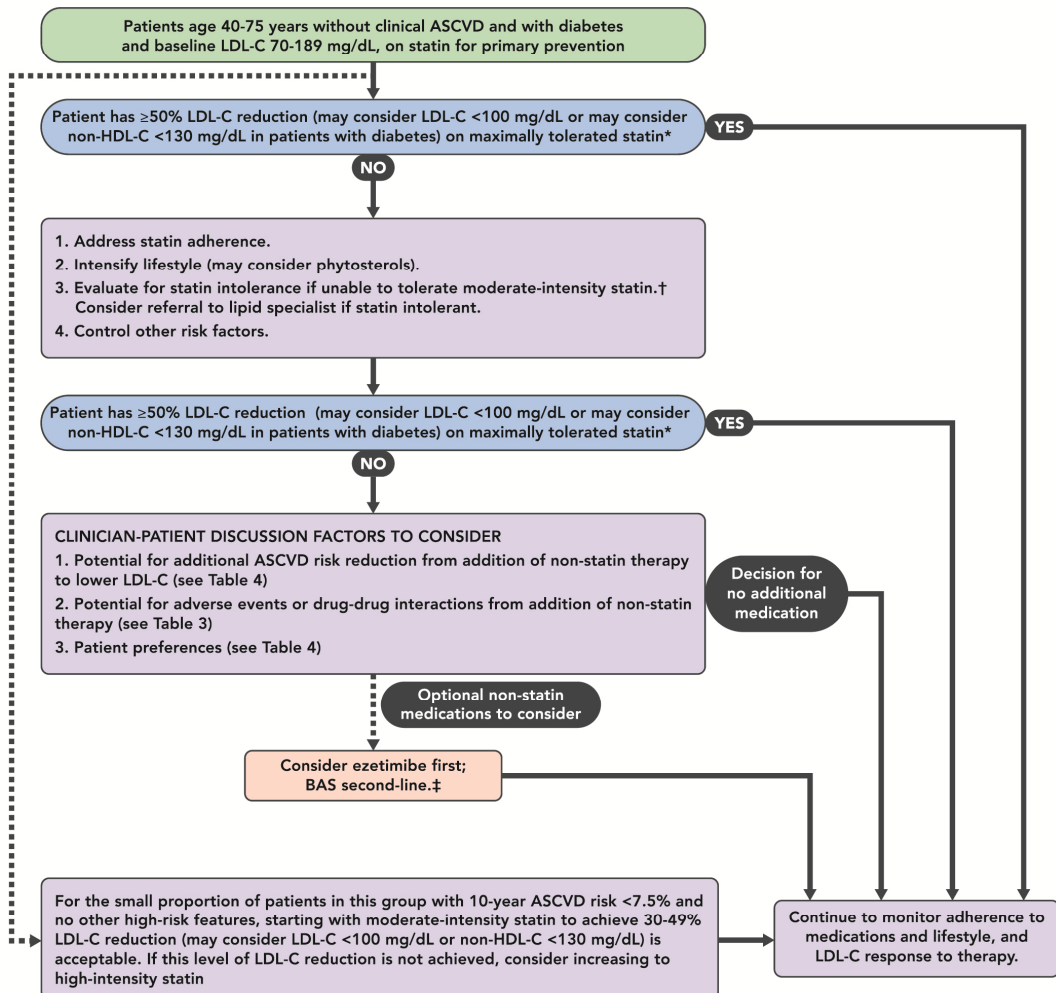 Patients age 40-75 years without clinical ASCVD and with diabetes
and baseline LDL-C 70-189 mg/dL, on statin for primary prevention
Patient has ≥50% LDL-C reduction (may consider LDL-C <100 mg/dL or may consider
non-HDL-C <130 mg/dL in patients with diabetes) on maximally tolerated statin*
YES
NO
1. Address statin adherence.
2. Intensify lifestyle (may consider phytosterols).
3. Evaluate for statin intolerance if unable to tolerate moderate-intensity statin.†
Consider referral to lipid specialist if statin intolerant.
4. Control other risk factors.
Patient has ≥50% LDL-C reduction (may consider LDL-C <100 mg/dL or may consider
non-HDL-C <130 mg/dL in patients with diabetes) on maximally tolerated statin*
YES
NO
CLINICIAN-PATIENT DISCUSSION FACTORS TO CONSIDER
1. Potential for additional ASCVD risk reduction from addition of non-statin therapy
to lower LDL-C (see Table 4)
2. Potential for adverse events or drug-drug interactions from addition of non-statin
therapy (see Table 3)
3. Patient preferences (see Table 4)
Decision for
no additional
medication
Optional non-statin
medications to consider
Consider ezetimibe first;
BAS second-line.‡
For the small proportion of patients in this group with 10-year ASCVD risk <7.5% and
no other high-risk features, starting with moderate-intensity statin to achieve 30-49%
LDL-C reduction (may consider LDL-C <100 mg/dL or non-HDL-C <130 mg/dL) is
acceptable. If this level of LDL-C reduction is not achieved, consider increasing to
high-intensity statin
Continue to monitor adherence to
medications and lifestyle, and
LDL-C response to therapy.